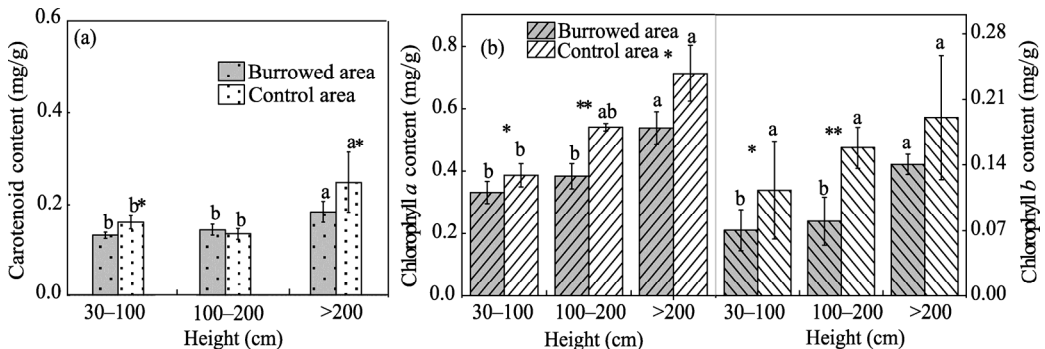 (a)
Carotenoid content (mg/g)
0.6
0.4
0.2
0.0
Burrowed area
Control area
b
b*
b
b
a
a*
30–100
100–200
>200
Height (cm)
(b)
Chlorophyll a content (mg/g)
0.8
0.6
0.4
0.2
0.0
Burrowed area
Control area
b
*
b
b
**
ab
a
*
a
30–100
100–200
>200
Height (cm)
b
*
a
b
**
a
a
a
30–100
100–200
>200
Height (cm)
0.28
0.21
0.14
0.07
0.00
Chlorophyll b content (mg/g)